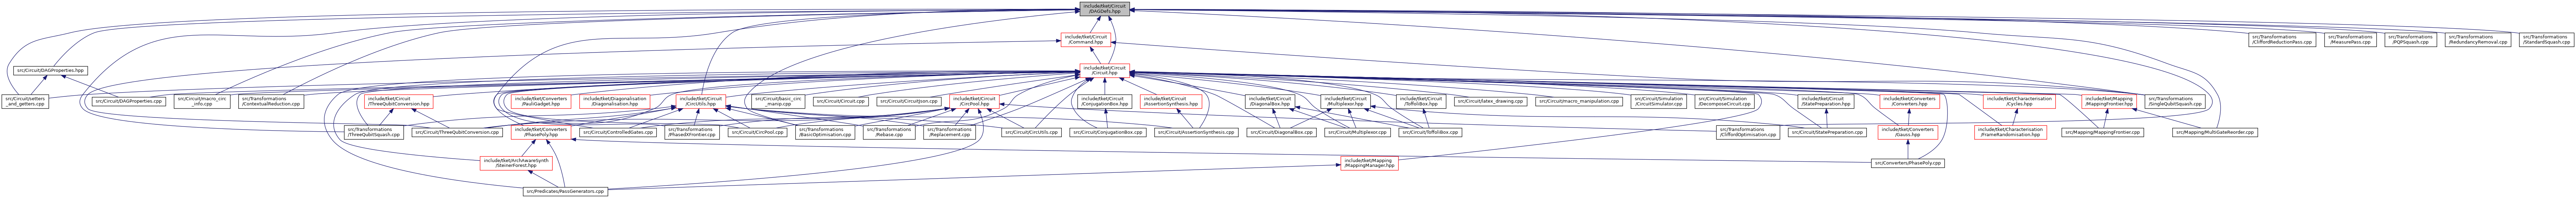 include/tket/Circuit
/DAGDefs.hpp
include/tket/Circuit
/Command.hpp
src/Transformations
/CliffordReductionPass.cpp
src/Transformations
/MeasurePass.cpp
src/Transformations
/PQPSquash.cpp
src/Transformations
/RedundancyRemoval.cpp
src/Transformations
/StandardSquash.cpp
src/Circuit/DAGProperties.hpp
include/tket/Circuit
/Circuit.hpp
src/Circuit/setters
_and_getters.cpp
src/Circuit/DAGProperties.cpp
src/Circuit/macro_circ
_info.cpp
src/Transformations
/ContextualReduction.cpp
include/tket/Circuit
/ThreeQubitConversion.hpp
include/tket/Converters
/PauliGadget.hpp
include/tket/Diagonalisation
/Diagonalisation.hpp
include/tket/Circuit
/CircUtils.hpp
src/Circuit/basic_circ
_manip.cpp
src/Circuit/Circuit.cpp
src/Circuit/CircuitJson.cpp
include/tket/Circuit
/CircPool.hpp
include/tket/Circuit
/ConjugationBox.hpp
include/tket/Circuit
/AssertionSynthesis.hpp
include/tket/Circuit
/DiagonalBox.hpp
include/tket/Circuit
/Multiplexor.hpp
include/tket/Circuit
/ToffoliBox.hpp
src/Circuit/latex_drawing.cpp
src/Circuit/macro_manipulation.cpp
src/Circuit/Simulation
/CircuitSimulator.cpp
src/Circuit/Simulation
/DecomposeCircuit.cpp
include/tket/Circuit
/StatePreparation.hpp
include/tket/Converters
/Converters.hpp
include/tket/Characterisation
/Cycles.hpp
include/tket/Mapping
/MappingFrontier.hpp
src/Transformations
/SingleQubitSquash.cpp
src/Transformations
/ThreeQubitSquash.cpp
src/Circuit/ThreeQubitConversion.cpp
include/tket/Converters
/PhasePoly.hpp
src/Circuit/ControlledGates.cpp
src/Transformations
/PhasedXFrontier.cpp
src/Circuit/CircPool.cpp
src/Transformations
/BasicOptimisation.cpp
src/Transformations
/Rebase.cpp
src/Transformations
/Replacement.cpp
src/Circuit/CircUtils.cpp
src/Circuit/ConjugationBox.cpp
src/Circuit/AssertionSynthesis.cpp
src/Circuit/DiagonalBox.cpp
src/Circuit/Multiplexor.cpp
src/Circuit/ToffoliBox.cpp
src/Transformations
/CliffordOptimisation.cpp
src/Circuit/StatePreparation.cpp
include/tket/Converters
/Gauss.hpp
include/tket/Characterisation
/FrameRandomisation.hpp
src/Mapping/MappingFrontier.cpp
src/Mapping/MultiGateReorder.cpp
include/tket/ArchAwareSynth
/SteinerForest.hpp
include/tket/Mapping
/MappingManager.hpp
src/Converters/PhasePoly.cpp
src/Predicates/PassGenerators.cpp